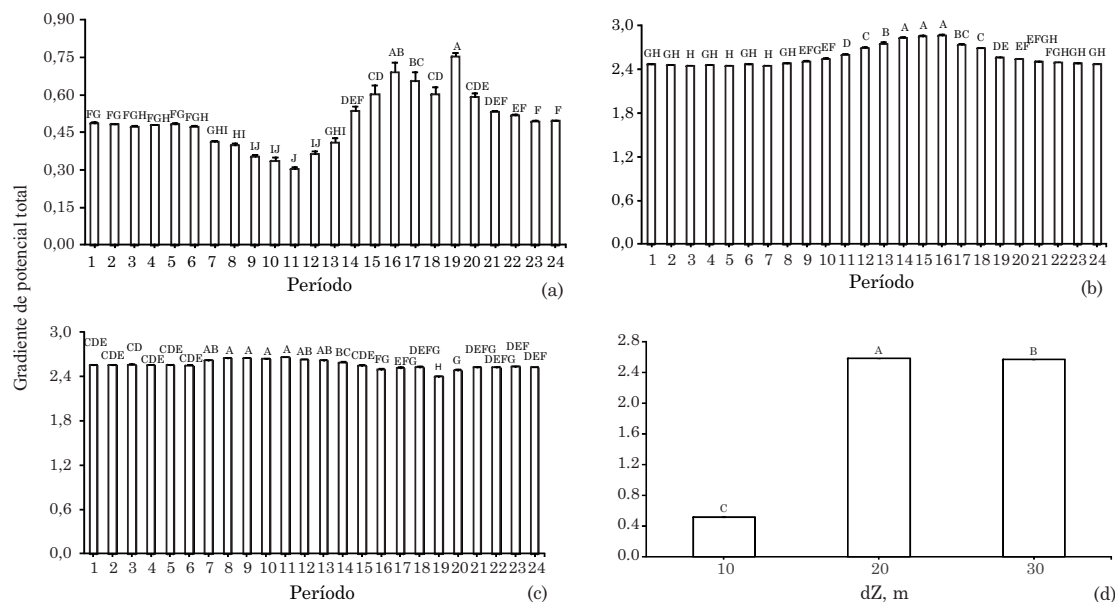 Gradiente de potencial total
0,90
0,75
0,60
0,45
0,30
0,15
0,00
FG FG FGH FGH FG FGH GHI HI IJ IJ J IJ GHI DEF CD AB BC CD A CDE DEF EF F F
1 2 3 4 5 6 7 8 9 10 11 12 13 14 15 16 17 18 19 20 21 22 23 24
Período
(a)
3,0
2,4
1,8
1,2
0,6
0,0
GH GH H GH H GH H GH EFG EF D C B A A A BC C DE EF EFGH FGH GH GH
1 2 3 4 5 6 7 8 9 10 11 12 13 14 15 16 17 18 19 20 21 22 23 24
Período
(b)
3,0
2,4
1,8
1,2
0,6
0,0
CDE CDE CD CDE CDE CDE AB A A A A AB AB BC CDE FG EFG DEFG H G DEFG DEFG DEF DEF
1 2 3 4 5 6 7 8 9 10 11 12 13 14 15 16 17 18 19 20 21 22 23 24
Período
(c)
2.8
2.4
2.0
1.6
1.2
0.8
0.4
0.0
C A B
10 20 30
dZ, m
(d)